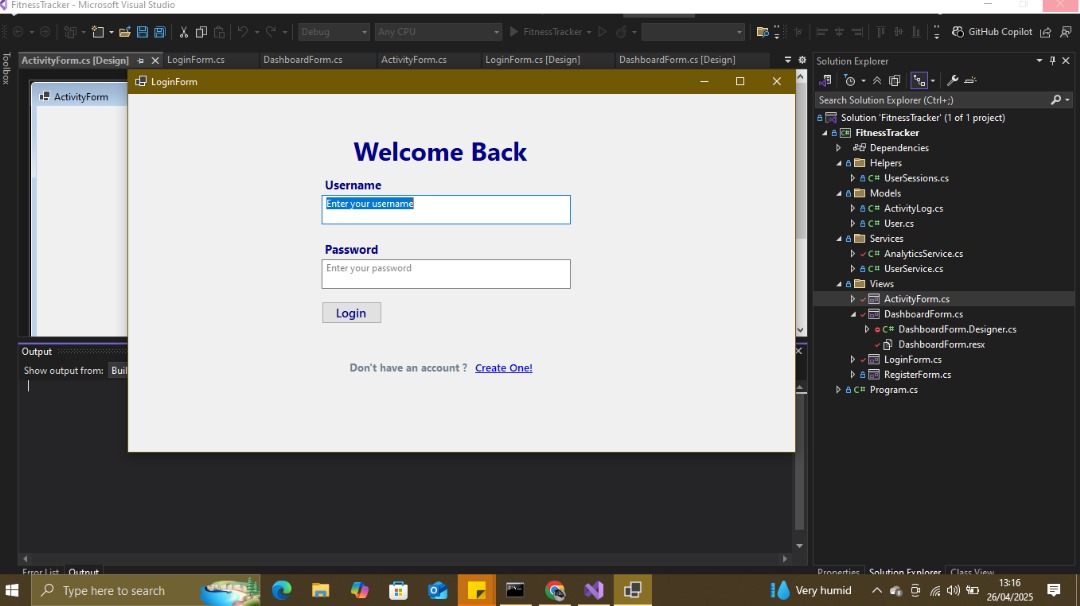 FitnessTracker - Microsoft Visual Studio
Debug
Any CPU
FitnessTracker
GitHub Copilot
Toolbox
ActivityForm.cs [Design]
LoginForm.cs
DashboardForm.cs
ActivityForm.cs
LoginForm.cs [Design]
DashboardForm.cs [Design]
ActivityForm
LoginForm
Welcome Back
Username
Enter your username
Password
Enter your password
Login
Don't have an account ? Create One!
Output
Show output from:
Buil
Error List
Output
Solution Explorer
Search Solution Explorer (Ctrl+;)
Solution 'FitnessTracker' (1 of 1 project)
FitnessTracker
Dependencies
Helpers
C# UserSessions.cs
Models
C# ActivityLog.cs
C# User.cs
Services
C# AnalyticsService.cs
C# UserService.cs
Views
ActivityForm.cs
DashboardForm.cs
C# DashboardForm.Designer.cs
DashboardForm.resx
LoginForm.cs
RegisterForm.cs
C# Program.cs
Properties
Solution Explorer
Class View
Type here to search
Very humid
13:16
26/04/2025